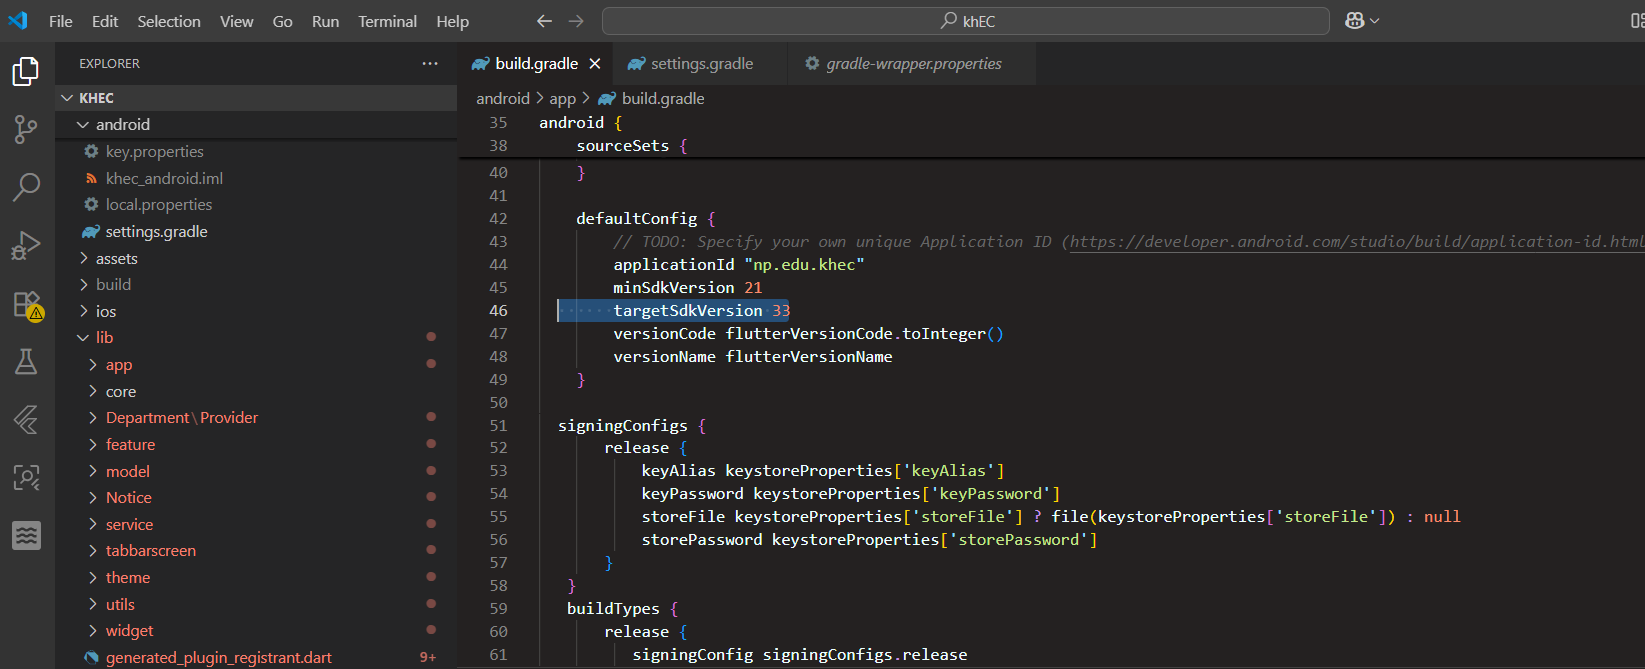 File Edit Selection View Go Run Terminal Help
khEC
EXPLORER
KHEC
android
key.properties
khec_android.iml
local.properties
settings.gradle
assets
build
ios
lib
app
core
Department\Provider
feature
model
Notice
service
tabbarscreen
theme
utils
widget
generated_plugin_registrant.dart 9+
build.gradle settings.gradle gradle-wrapper.properties
android > app > build.gradle
35 android {
38 sourceSets {
40 }
41
42 defaultConfig {
43 // TODO: Specify your own unique Application ID (https://developer.android.com/studio/build/application-id.html
44 applicationId "np.edu.khec"
45 minSdkVersion 21
46 targetSdkVersion 33
47 versionCode flutterVersionCode.toInteger()
48 versionName flutterVersionName
49 }
50
51 signingConfigs {
52 release {
53 keyAlias keystoreProperties['keyAlias']
54 keyPassword keystoreProperties['keyPassword']
55 storeFile keystoreProperties['storeFile'] ? file(keystoreProperties['storeFile']) : null
56 storePassword keystoreProperties['storePassword']
57 }
58 }
59 buildTypes {
60 release {
61 signingConfig signingConfigs.release